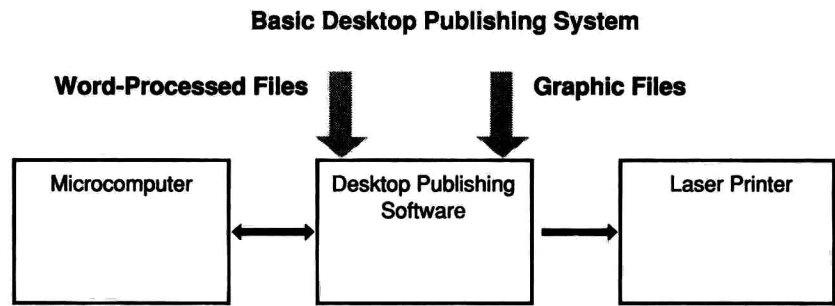 Basic Desktop Publishing System
Word-Processed Files
Graphic Files
Microcomputer
Desktop Publishing
Software
Laser Printer